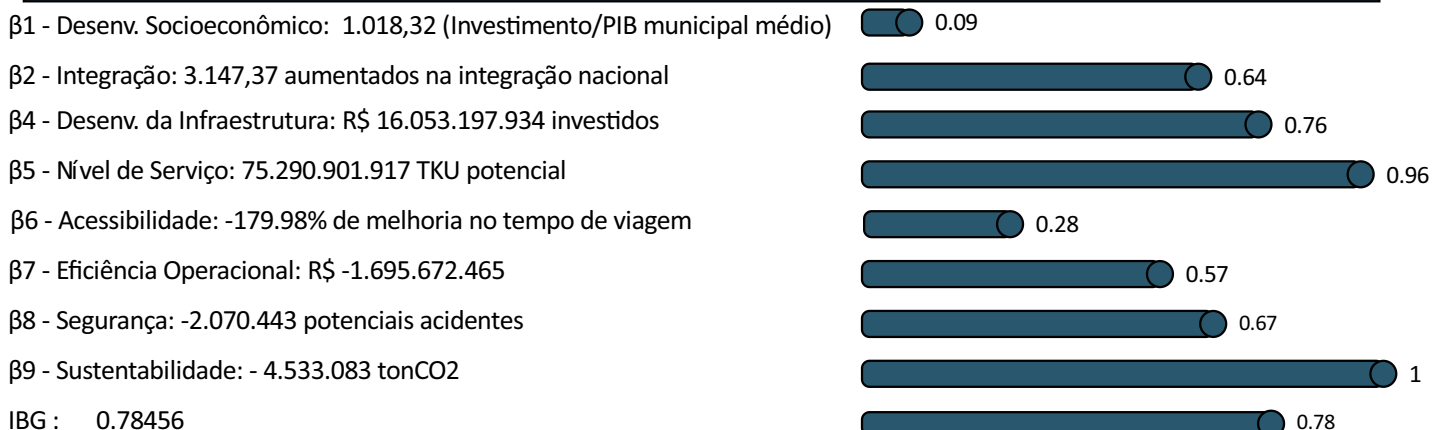 β1 - Desenv. Socioeconômico: 1.018,32 (Investimento/PIB municipal médio) 0.09
β2 - Integração: 3.147,37 aumentados na integração nacional 0.64
β4 - Desenv. da Infraestrutura: R$ 16.053.197.934 investidos 0.76
β5 - Nível de Serviço: 75.290.901.917 TKU potencial 0.96
β6 - Acessibilidade: -179.98% de melhoria no tempo de viagem 0.28
β7 - Eficiência Operacional: R$ -1.695.672.465 0.57
β8 - Segurança: -2.070.443 potenciais acidentes 0.67
β9 - Sustentabilidade: - 4.533.083 tonCO2 1
IBG : 0.78456 0.78